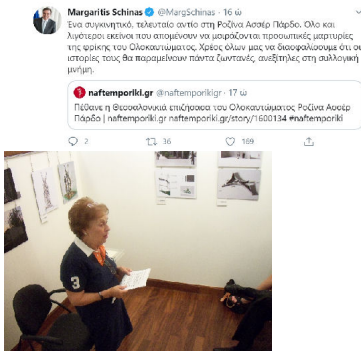 Margaritis Schinas @MargSchinas · 16 ώ
Ένα συγκινητικό, τελευταίο αντίο στη Ροζίνα Ασσέρ Πάρδο. Όλο και
λιγότεροι εκείνοι που απομένουν να μοιράζονται προσωπικές μαρτυρίες
της φρίκης του Ολοκαυτώματος. Χρέος όλων μας να διασφαλίσουμε ότι οι
ιστορίες τους θα παραμείνουν πάντα ζωντανές, ανεξίτηλες στη συλλογική
μνήμη.
naftemporiki.gr @naftemporikigr · 17 ώ
Πέθανε η Θεσσαλονικιά επιζήσασα του Ολοκαυτώματος Ροζίνα Ασσέρ
Πάρδο | naftemporiki.gr naftemporiki.gr/story/1600134 #naftemporiki
2 36 169
3